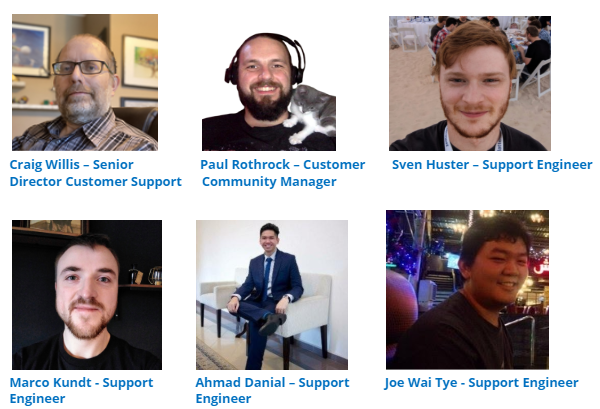 Craig Willis – Senior
Director Customer Support
Paul Rothrock – Customer
Community Manager
Sven Huster – Support Engineer
Marco Kundt - Support
Engineer
Ahmad Danial – Support
Engineer
Joe Wai Tye - Support Engineer